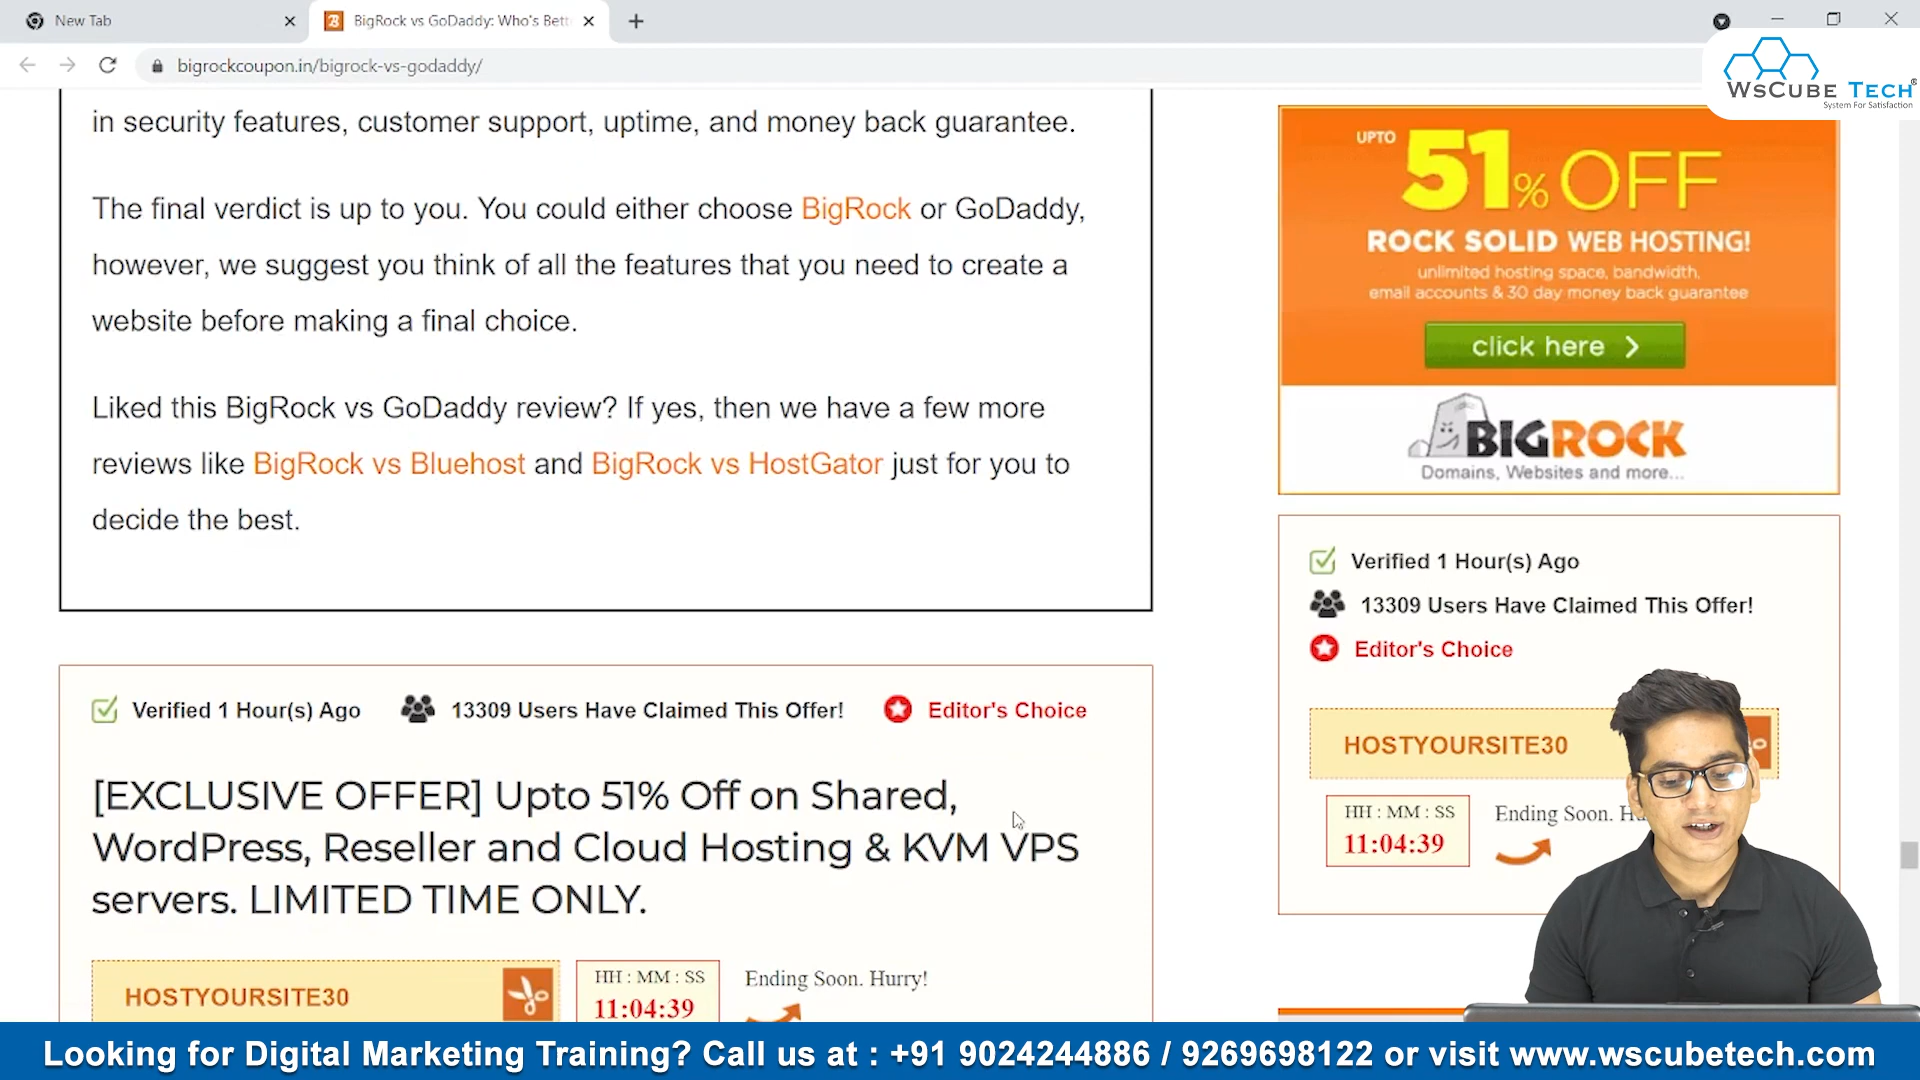 New Tab
BigRock vs GoDaddy: Who's Bett
bigrockcoupon.in/bigrock-vs-godaddy/
WsCube Tech®
System For Satisfaction
in security features, customer support, uptime, and money back guarantee.
The final verdict is up to you. You could either choose BigRock or GoDaddy,
however, we suggest you think of all the features that you need to create a
website before making a final choice.
Liked this BigRock vs GoDaddy review? If yes, then we have a few more
reviews like BigRock vs Bluehost and BigRock vs HostGator just for you to
decide the best.
Verified 1 Hour(s) Ago
13309 Users Have Claimed This Offer!
Editor's Choice
[EXCLUSIVE OFFER] Upto 51% Off on Shared,
WordPress, Reseller and Cloud Hosting & KVM VPS
servers. LIMITED TIME ONLY.
HOSTYOURSITE30
HH : MM : SS
11:04:39
Ending Soon. Hurry!
UPTO
51% OFF
ROCK SOLID WEB HOSTING!
unlimited hosting space, bandwidth,
email accounts & 30 day money back guarantee
click here
BIGROCK
Domains, Websites and more...
Verified 1 Hour(s) Ago
13309 Users Have Claimed This Offer!
Editor's Choice
HOSTYOURSITE30
HH : MM : SS
11:04:39
Ending Soon.
Looking for Digital Marketing Training? Call us at : +91 9024244886 / 9269698122 or visit www.wscubetech.com